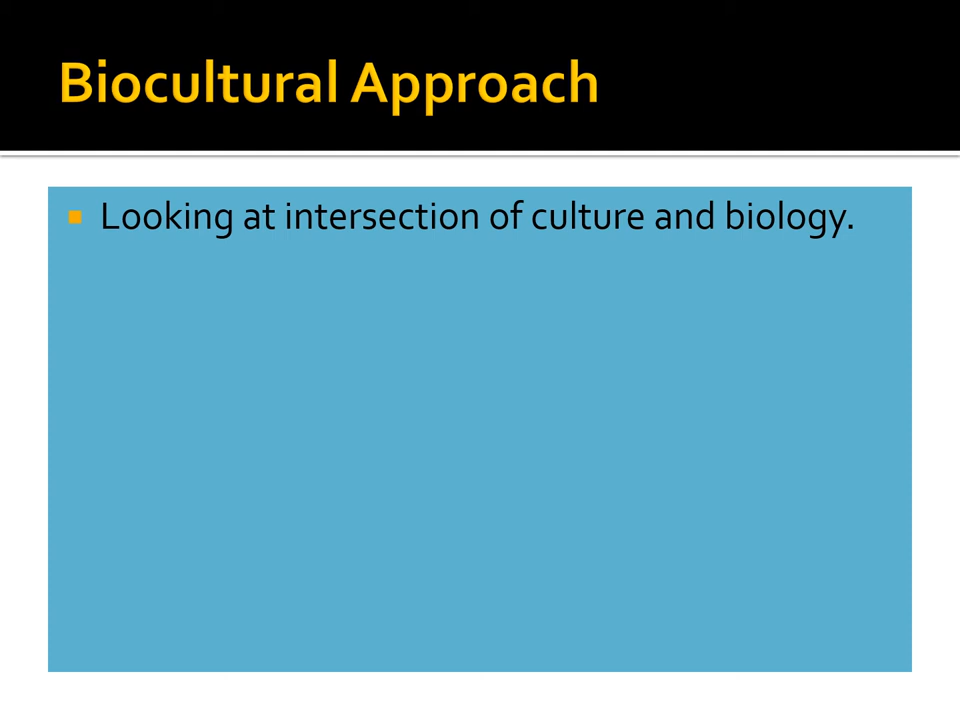 Biocultural Approach
Looking at intersection of culture and biology.